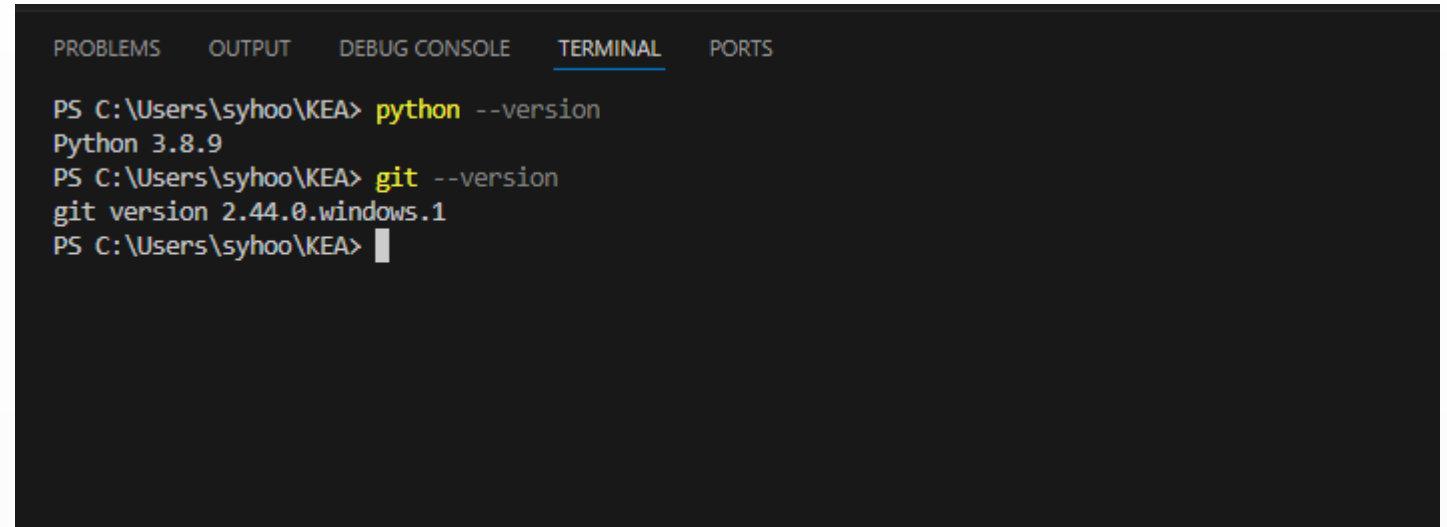 PROBLEMS OUTPUT DEBUG CONSOLE TERMINAL PORTS
PS C:\Users\syhoo\KEA> python --version
Python 3.8.9
PS C:\Users\syhoo\KEA> git --version
git version 2.44.0.windows.1
PS C:\Users\syhoo\KEA>